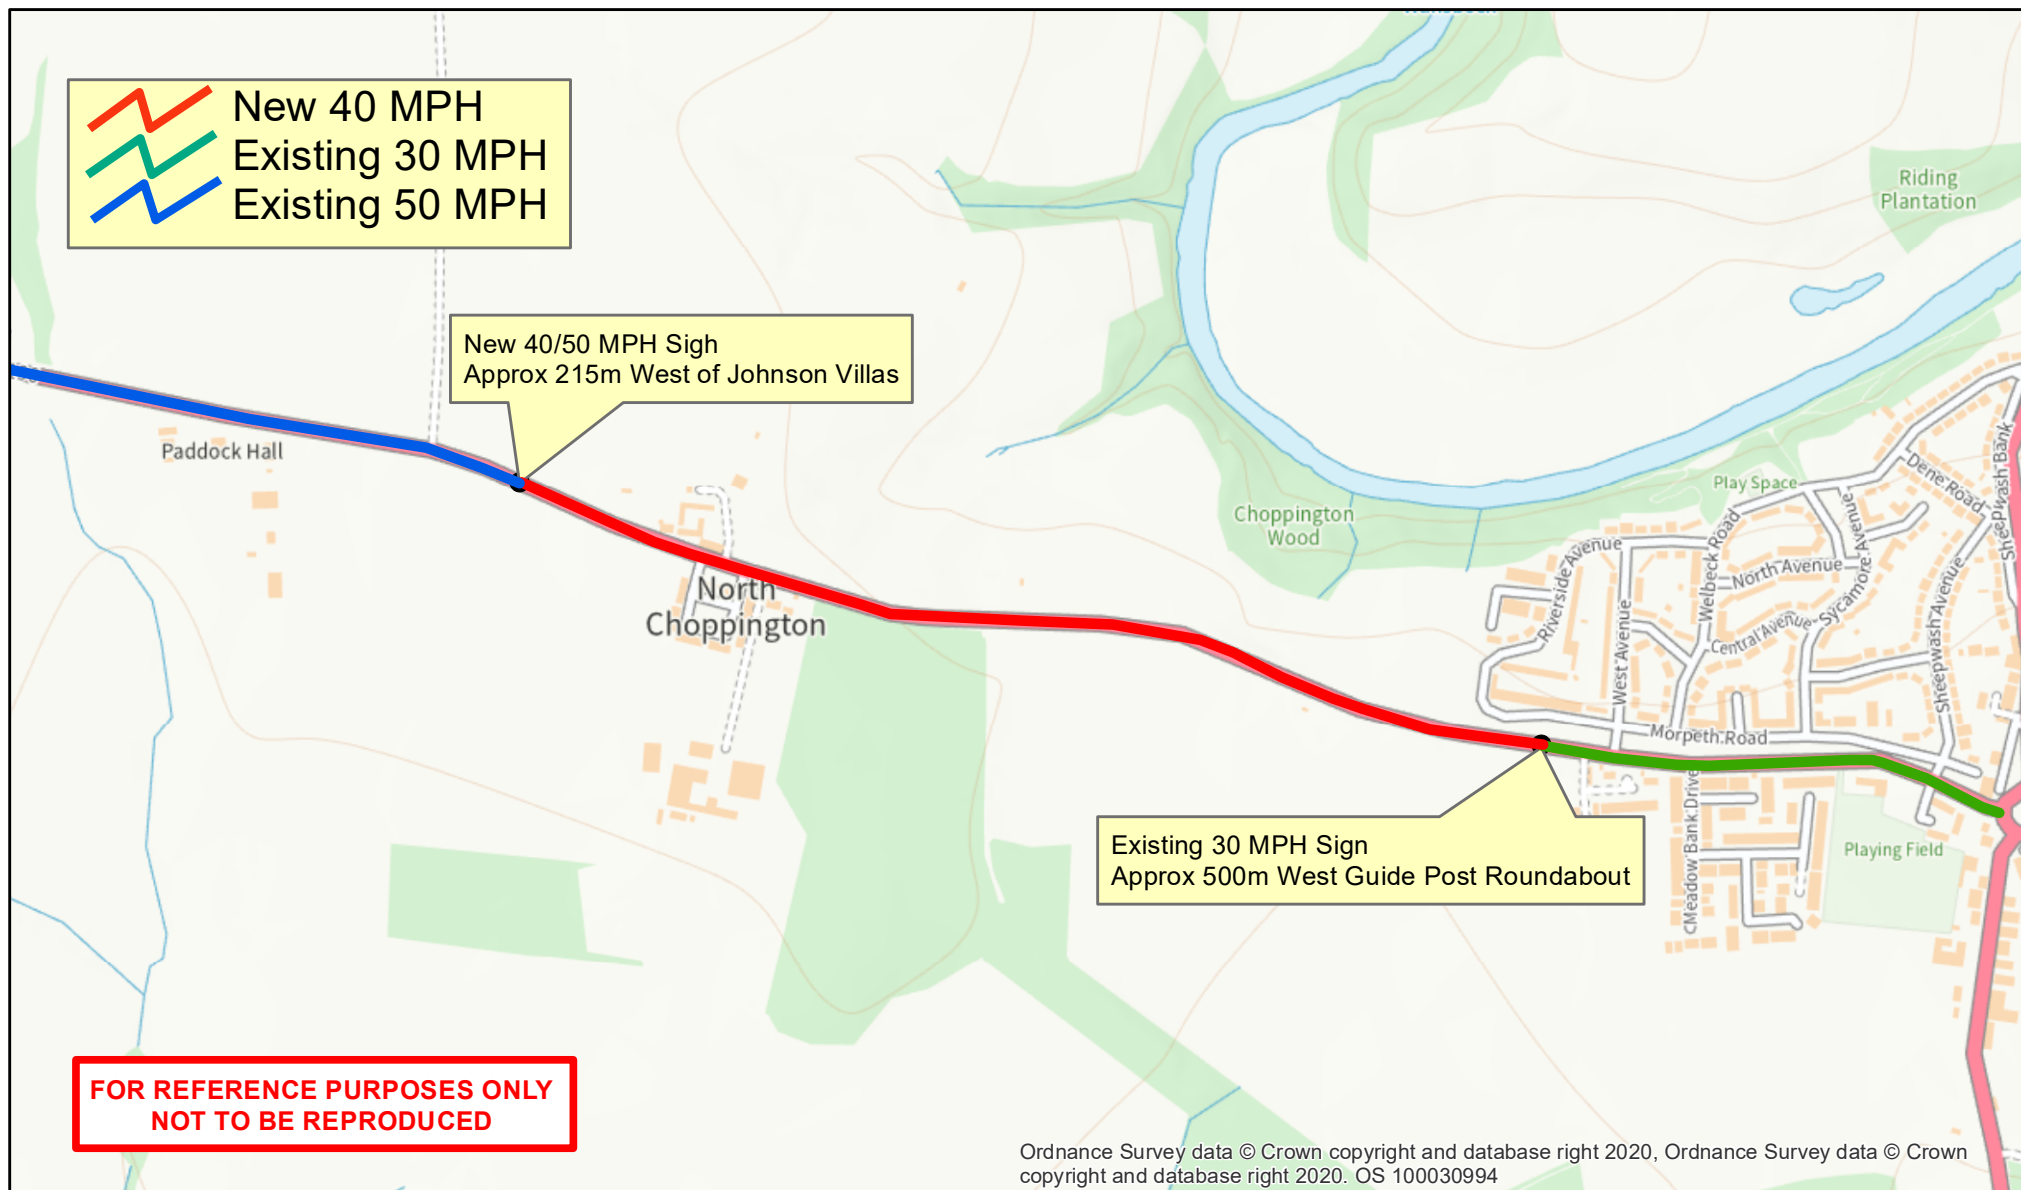 New 40 MPH
Existing 30 MPH
Existing 50 MPH
Riding
Plantation
New 40/50 MPH Sigh
Approx 215m West of Johnson Villas
Paddock Hall
North
Choppington
Choppington
Wood
Play Space
Dene Road
Sheepwash Bank
Riverside Avenue
Welbeck Road
North Avenue
Central Avenue
Sycamore Avenue
West Avenue
Sheepwash Avenue
Morpeth Road
Meadow Bank Drive
Playing Field
Existing 30 MPH Sign
Approx 500m West Guide Post Roundabout
FOR REFERENCE PURPOSES ONLY
NOT TO BE REPRODUCED
Ordnance Survey data © Crown copyright and database right 2020, Ordnance Survey data © Crown
copyright and database right 2020. OS 100030994